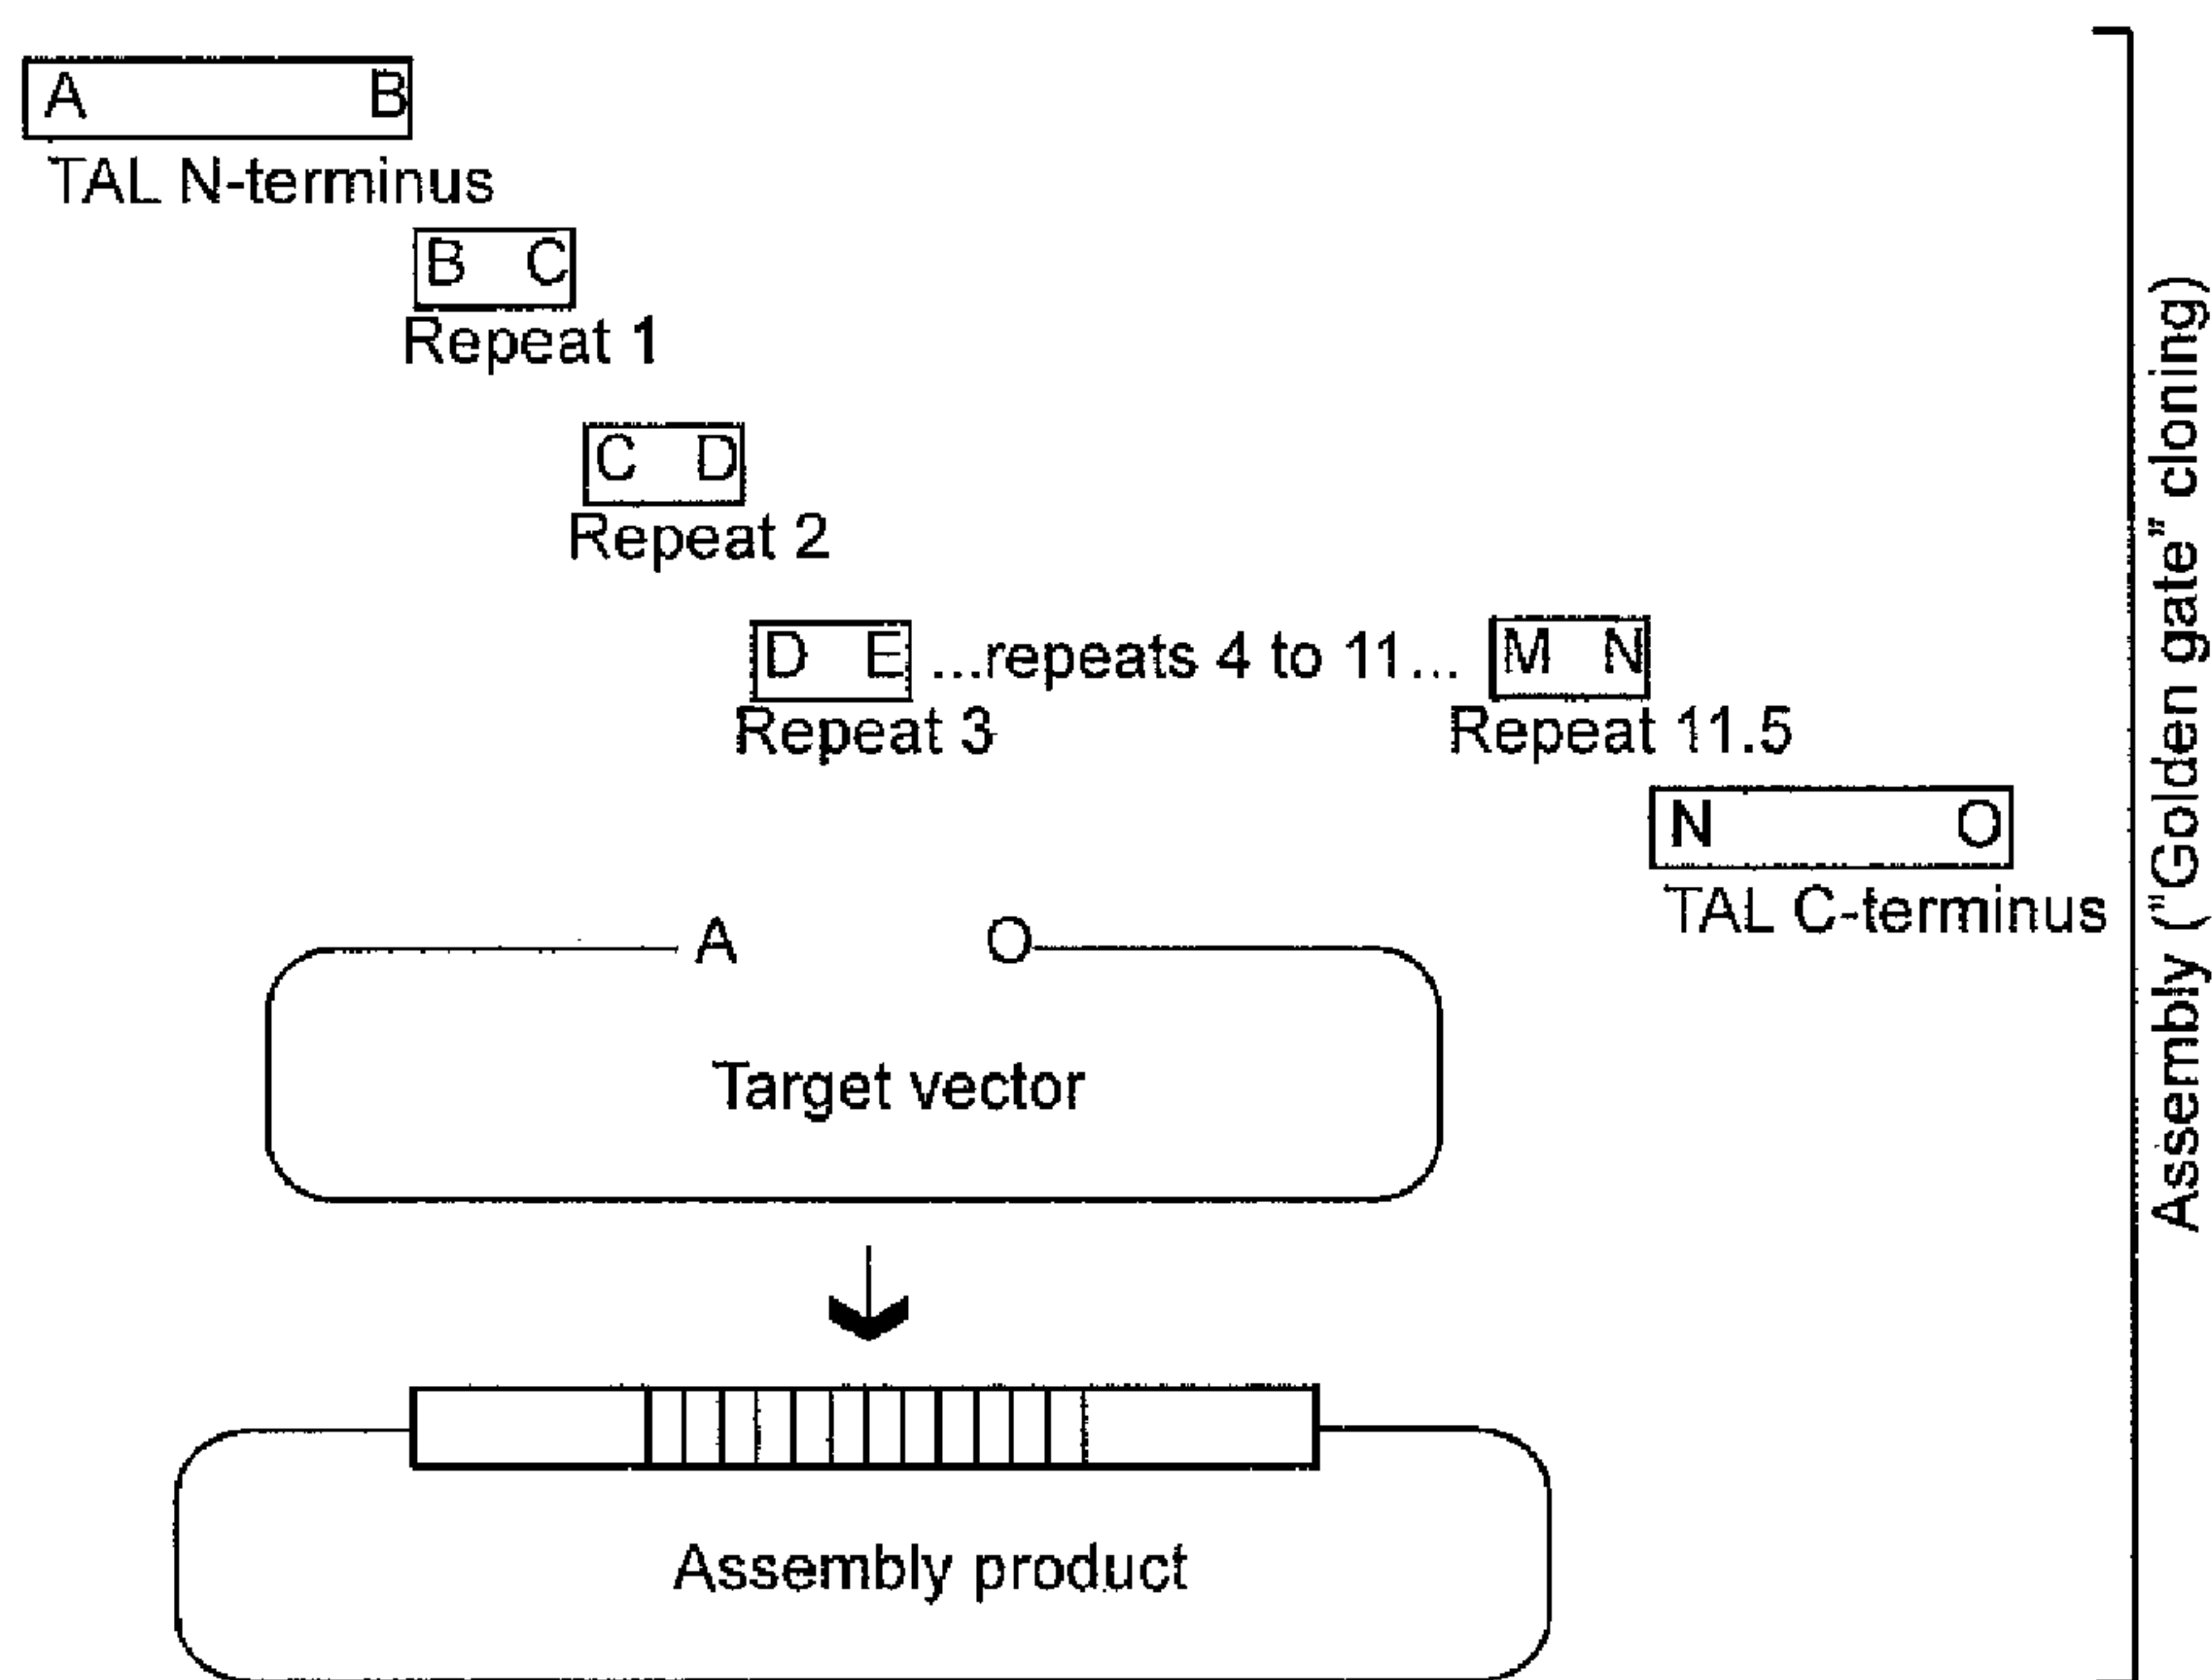 A B
TAL N-terminus
B C
Repeat 1
C D
Repeat 2
D E ...repeats 4 to 11... M N
Repeat 3 Repeat 11.5
N O
TAL C-terminus
A O
Target vector
Assembly product
Assembly ("Golden gate" cloning)